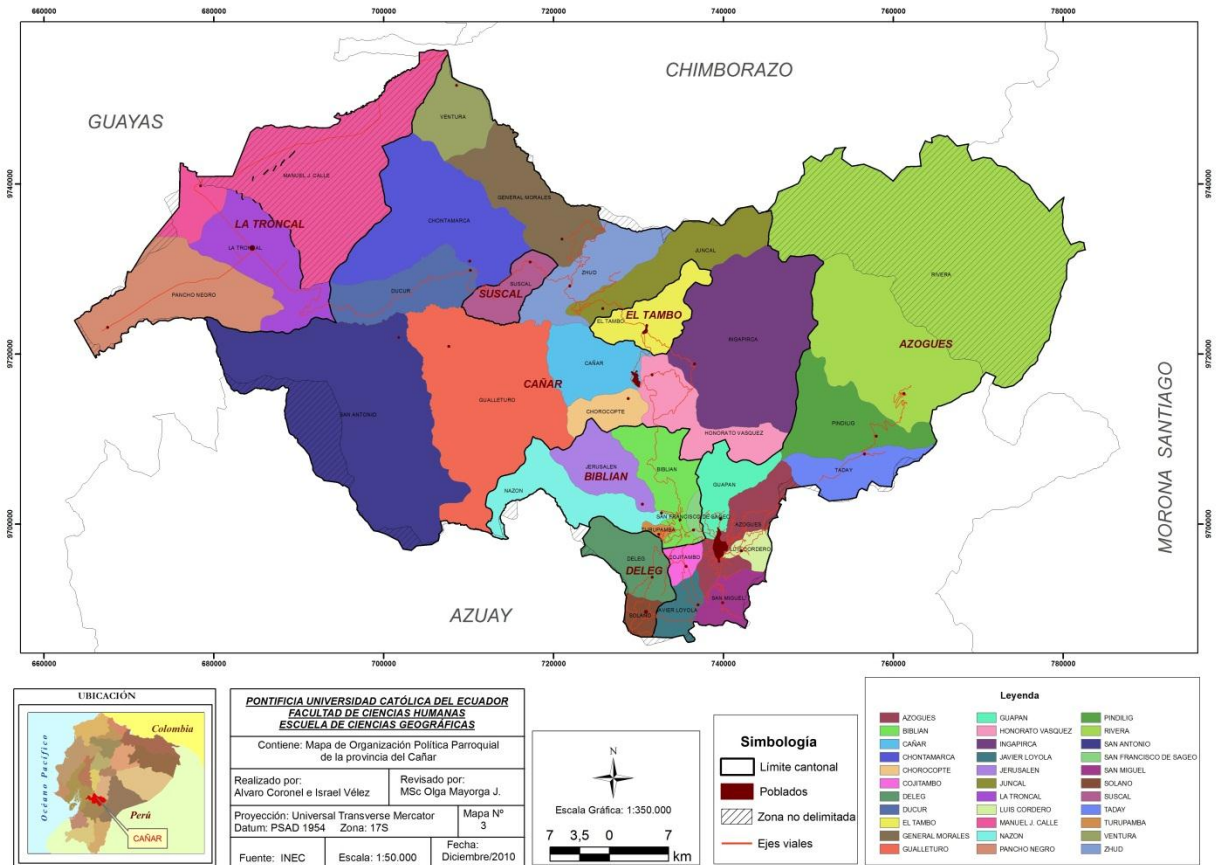 660000 680000 700000 720000 740000 760000 780000
CHIMBORAZO
GUAYAS
VENTURA
9740000
9740000
MANUEL J. CALLE
GENERAL MORALES
CHONTAMARCA
LA TRONCAL
LA TRONCAL
JUNCAL
ZHUD
RIVERA
SUSCAL
DUCUR
SUSCAL
PANCHO NEGRO
EL TAMBO
EL TAMBO
INGAPIRCA
AZOGUES
9720000
9720000
CAÑAR
CAÑAR
GUALLETURO
CHOROCOPTE
SAN ANTONIO
HONORATO VASQUEZ
PINDILIG
JERUSALEN
BIBLIAN
BIBLIAN
TADAY
GUAPAN
NAZON
SAN FRANCISCO DE SAGEO
AZOGUES
9700000
9700000
TURUPAMBA
LUIS CORDERO
DELEG
COJITAMBO
DELEG
SAN MIGUEL
JAVIER LOYOLA
SOLANO
AZUAY
MORONA SANTIAGO
660000 680000 700000 720000 740000 760000 780000
UBICACIÓN
Colombia
Océano Pacífico
Perú
CAÑAR
PONTIFICIA UNIVERSIDAD CATÓLICA DEL ECUADOR
FACULTAD DE CIENCIAS HUMANAS
ESCUELA DE CIENCIAS GEOGRÁFICAS
Contiene: Mapa de Organización Política Parroquial
de la provincia del Cañar
Realizado por:
Alvaro Coronel e Israel Vélez
Revisado por:
MSc Olga Mayorga J.
Proyección: Universal Transverse Mercator
Datum: PSAD 1954 Zona: 17S
Mapa Nº
3
Fuente: INEC
Escala: 1:50.000
Fecha:
Diciembre/2010
N
Escala Gráfica: 1:350.000
7 3,5 0 7
km
Simbología
Límite cantonal
Poblados
Zona no delimitada
Ejes viales
Leyenda
AZOGUES
BIBLIAN
CAÑAR
CHONTAMARCA
CHOROCOPTE
COJITAMBO
DELEG
DUCUR
EL TAMBO
GENERAL MORALES
GUALLETURO
GUAPAN
HONORATO VASQUEZ
INGAPIRCA
JAVIER LOYOLA
JERUSALEN
JUNCAL
LA TRONCAL
LUIS CORDERO
MANUEL J. CALLE
NAZON
PANCHO NEGRO
PINDILIG
RIVERA
SAN ANTONIO
SAN FRANCISCO DE SAGEO
SAN MIGUEL
SOLANO
SUSCAL
TADAY
TURUPAMBA
VENTURA
ZHUD